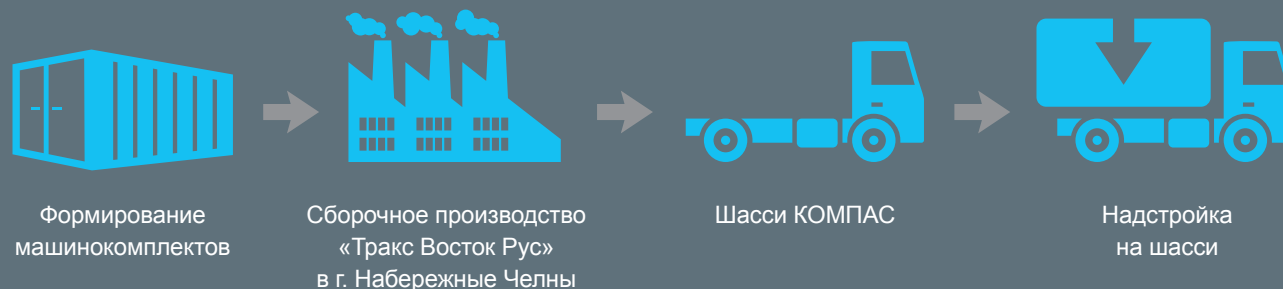 Формирование
машинокомплектов
Сборочное производство
«Тракс Восток Рус»
в г. Набережные Челны
Шасси КОМПАС
Надстройка
на шасси